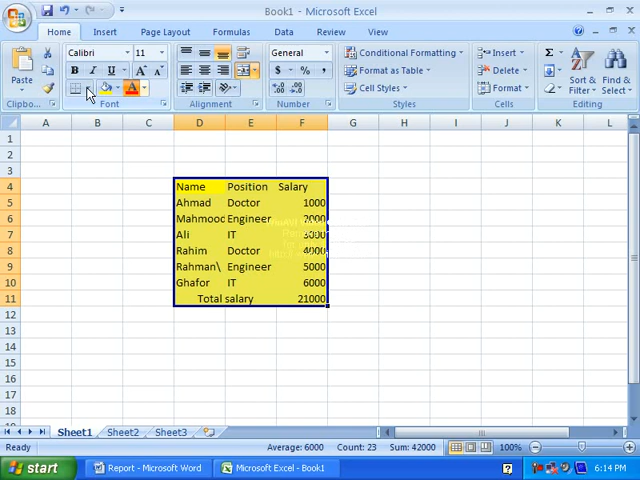 Book1 - Microsoft Excel
Home Insert Page Layout Formulas Data Review View
Calibri 11 General Conditional Formatting Insert
Paste B I U A A $ % , Format as Table Delete Sort & Filter Find & Select
A Cell Styles Format
Clipbo... Font Alignment Number Styles Cells Editing
A B C D E F G H I J K L
1
2
3
4 Name Position Salary
5 Ahmad Doctor 1000
6 Mahmooc Engineer 2000
7 Ali IT 3000
8 Rahim Doctor 4000
9 Rahman\ Engineer 5000
10 Ghafor IT 6000
11 Total salary 21000
12
13
14
15
16
17
18
Sheet1 Sheet2 Sheet3
Ready Average: 6000 Count: 23 Sum: 42000 100%
start Report - Microsoft Word Microsoft Excel - Book1 6:14 PM